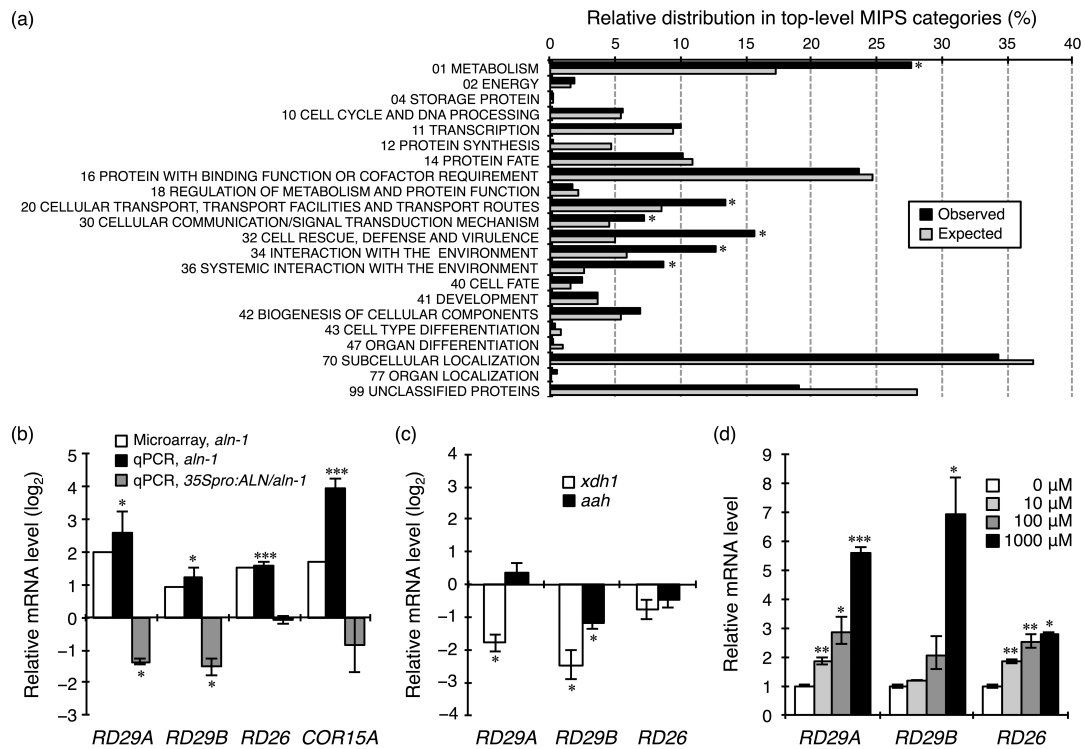 (a)
Relative distribution in top-level MIPS categories (%)
0 5 10 15 20 25 30 35 40
01 METABOLISM *
02 ENERGY
04 STORAGE PROTEIN
10 CELL CYCLE AND DNA PROCESSING
11 TRANSCRIPTION
12 PROTEIN SYNTHESIS
14 PROTEIN FATE
16 PROTEIN WITH BINDING FUNCTION OR COFACTOR REQUIREMENT
18 REGULATION OF METABOLISM AND PROTEIN FUNCTION
20 CELLULAR TRANSPORT, TRANSPORT FACILITIES AND TRANSPORT ROUTES *
30 CELLULAR COMMUNICATION/SIGNAL TRANSDUCTION MECHANISM *
32 CELL RESCUE, DEFENSE AND VIRULENCE *
34 INTERACTION WITH THE ENVIRONMENT *
36 SYSTEMIC INTERACTION WITH THE ENVIRONMENT *
40 CELL FATE
41 DEVELOPMENT
42 BIOGENESIS OF CELLULAR COMPONENTS
43 CELL TYPE DIFFERENTIATION
47 ORGAN DIFFERENTIATION
70 SUBCELLULAR LOCALIZATION
77 ORGAN LOCALIZATION
99 UNCLASSIFIED PROTEINS
Observed
Expected
(b)
Microarray, aln-1
qPCR, aln-1
qPCR, 35Spro:ALN/aln-1
Relative mRNA level (log2)
5
4
3
2
1
0
−1
−2
−3
* * *** ***
* *
RD29A RD29B RD26 COR15A
(c)
xdh1
aah
Relative mRNA level (log2)
4
3
2
1
0
−1
−2
−3
−4
* * *
RD29A RD29B RD26
(d)
0 µM
10 µM
100 µM
1000 µM
Relative mRNA level
9
8
7
6
5
4
3
2
1
0
** * *** * ** ** *
RD29A RD29B RD26